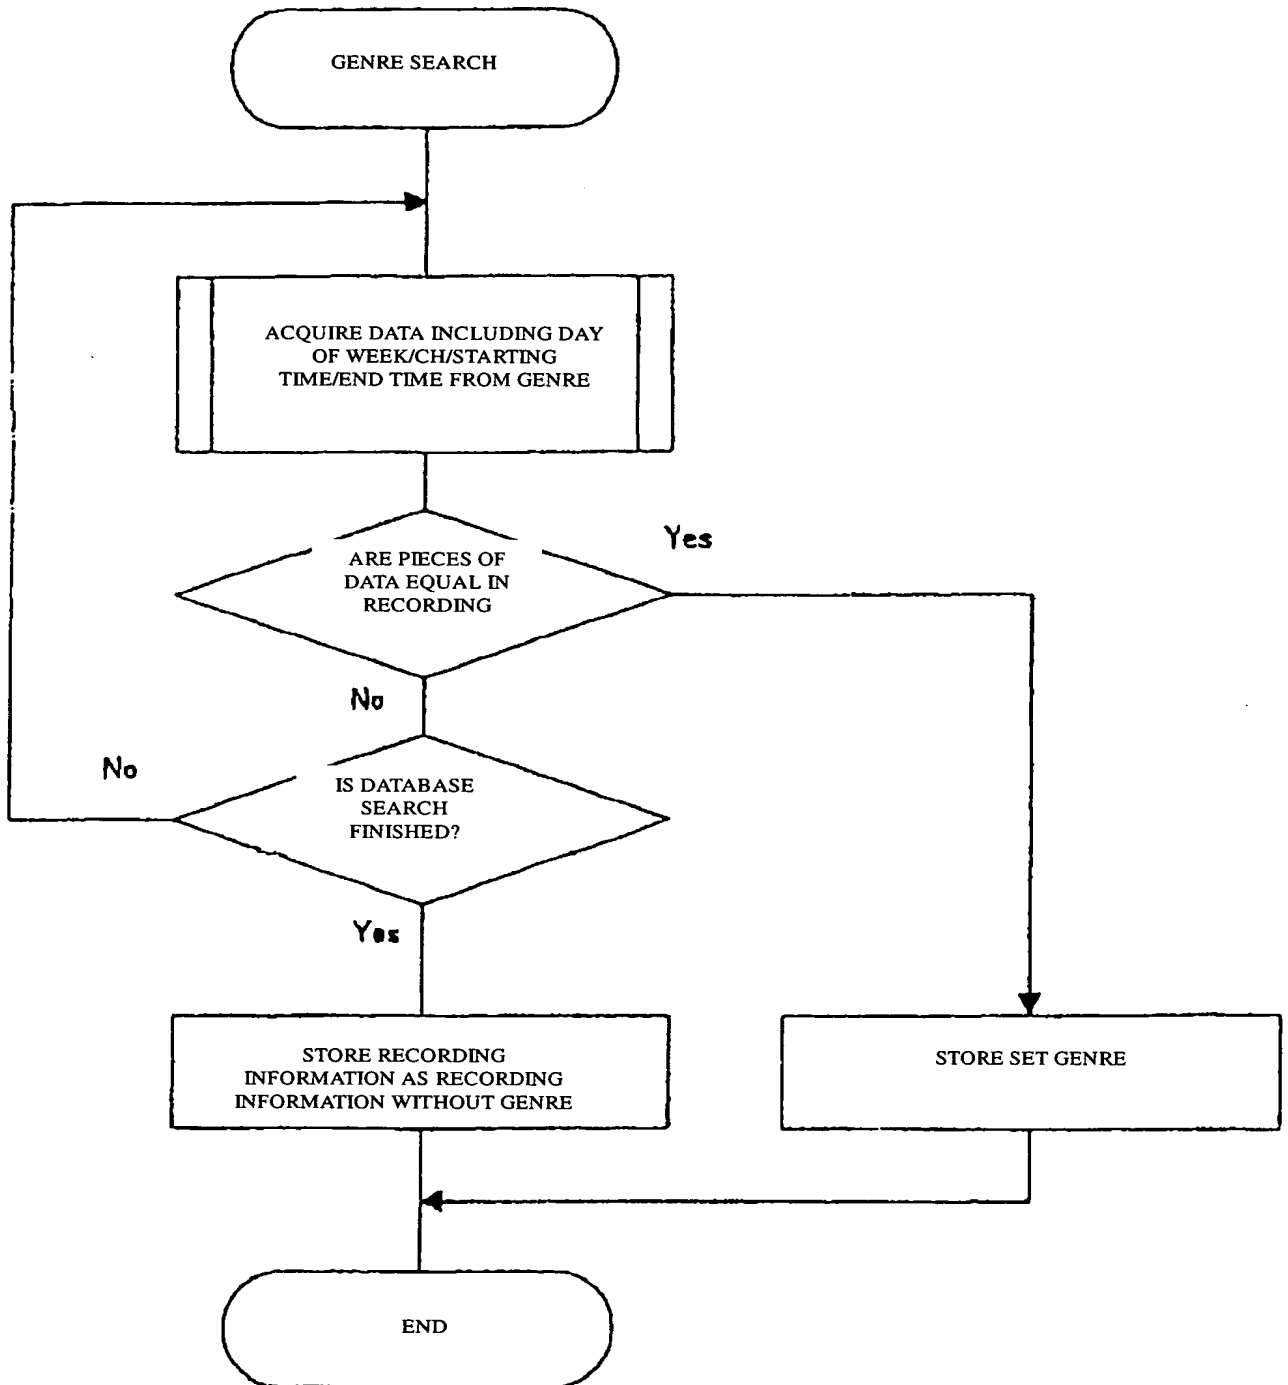 GENRE SEARCH
ACQUIRE DATA INCLUDING DAY
OF WEEK/CH/STARTING
TIME/END TIME FROM GENRE
Yes
ARE PIECES OF
DATA EQUAL IN
RECORDING
No
No
IS DATABASE
SEARCH
FINISHED?
Yes
STORE RECORDING
INFORMATION AS RECORDING
INFORMATION WITHOUT GENRE
STORE SET GENRE
END